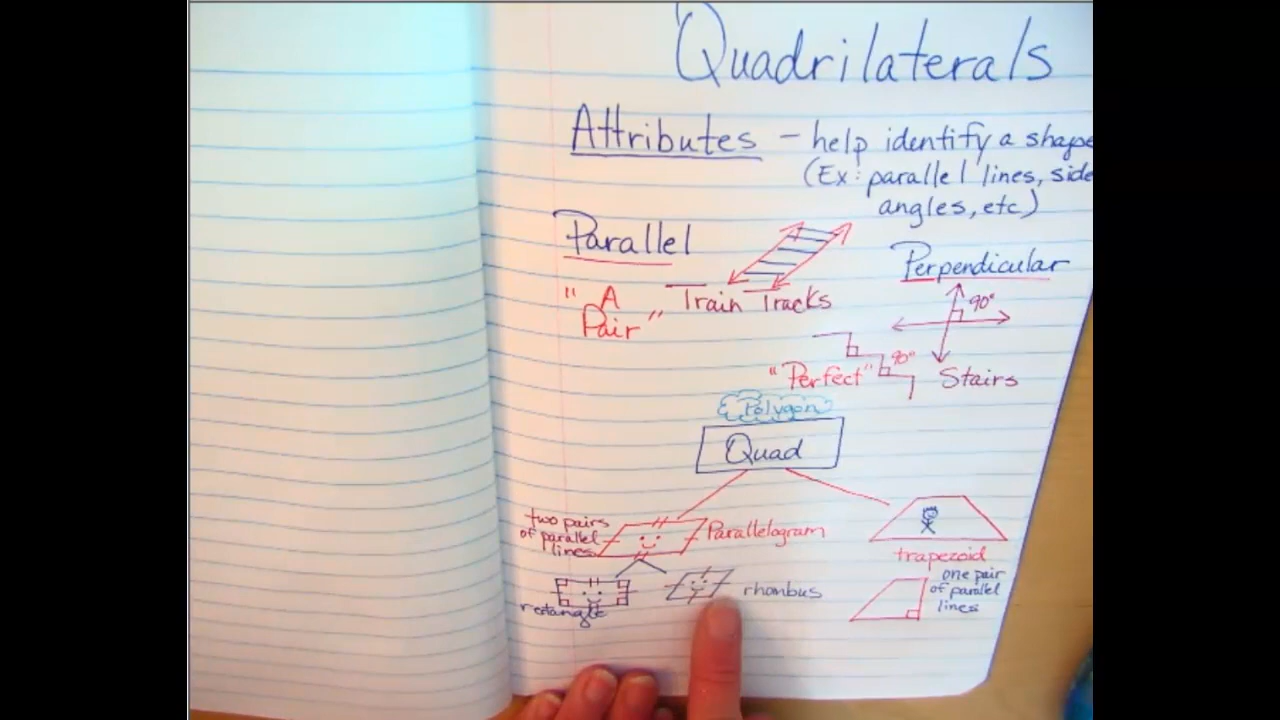 Quadrilaterals
Attributes - help identify a shape
(Ex: parallel lines, side
angles, etc)
Parallel
"A
Pair"
Train Tracks
Perpendicular
90°
"Perfect"
90°
Stairs
Polygon
Quad
two pairs
of parallel
lines
Parallelogram
trapezoid
one pair
of parallel
lines
rectangle
rhombus